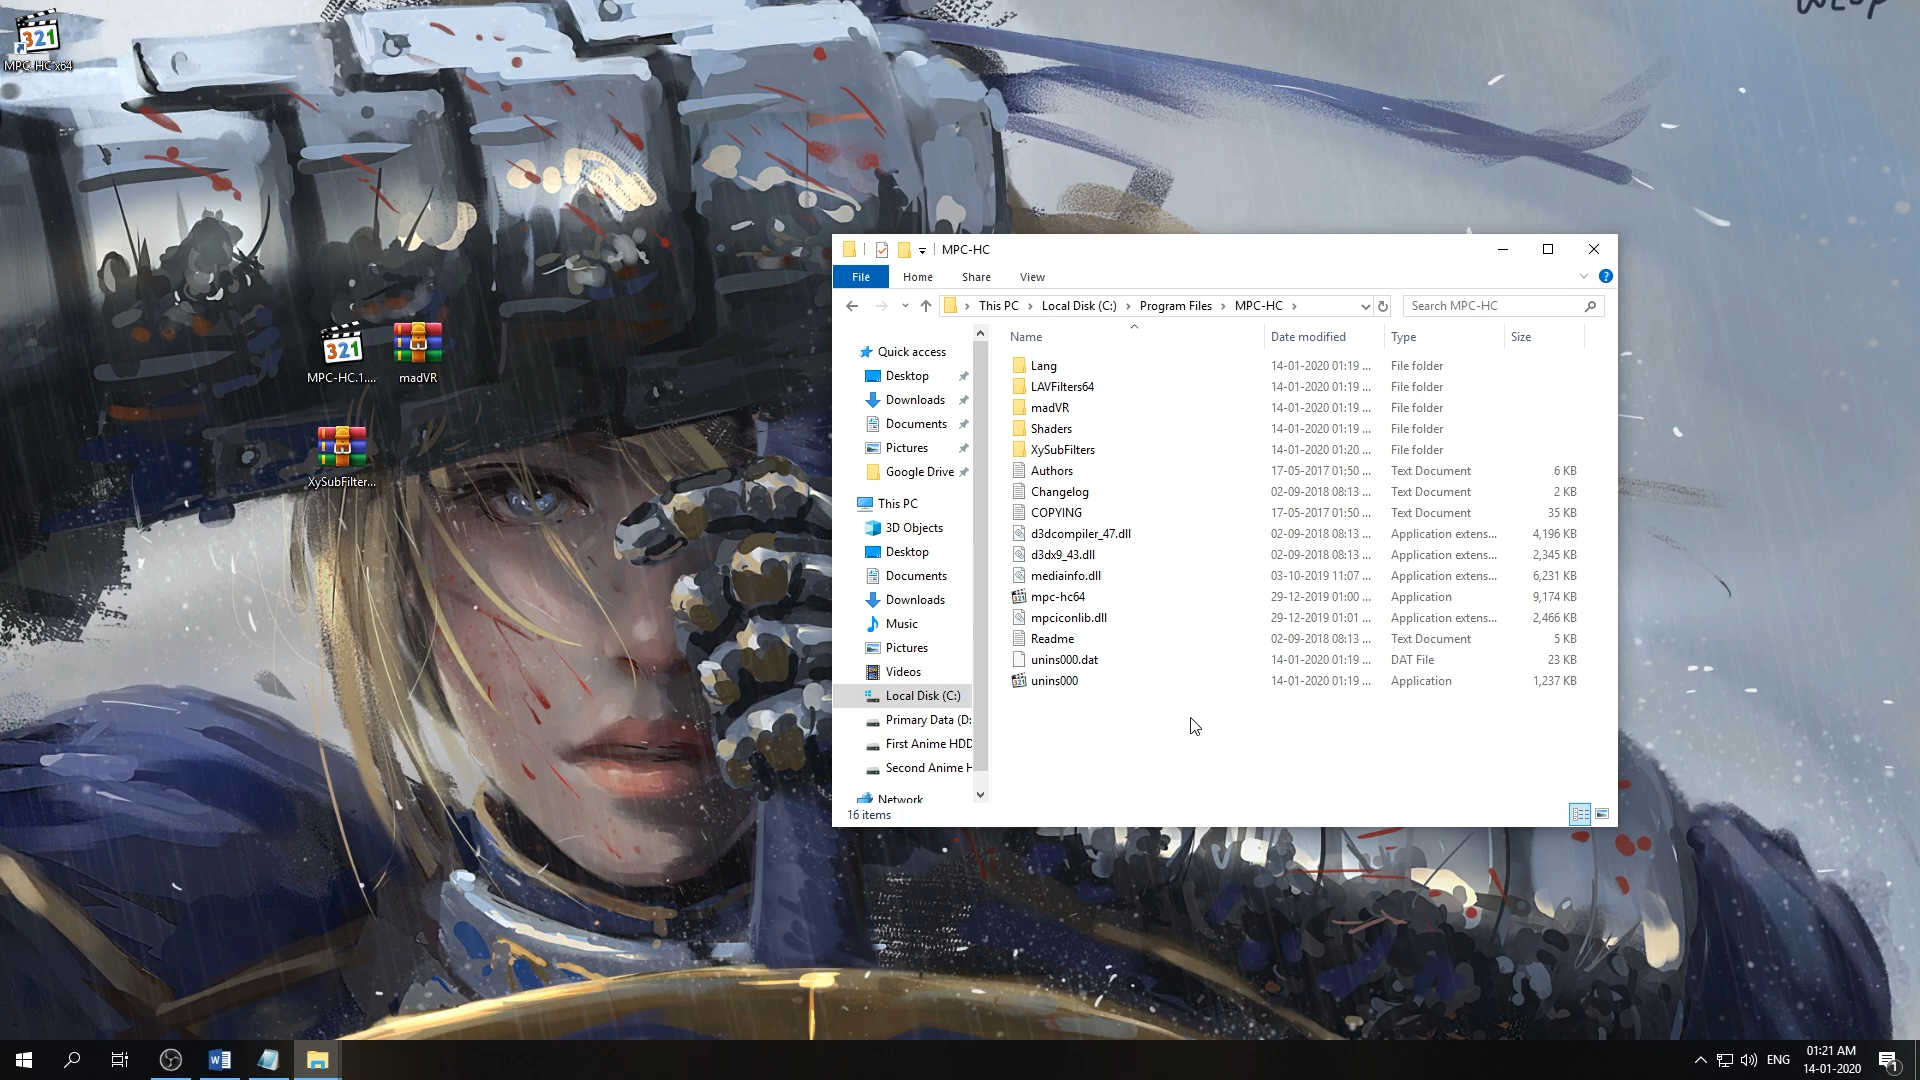 MPC-HC x64
MPC-HC.1....
madVR
XySubFilter...
MPC-HC
File
Home
Share
View
This PC
Local Disk (C:)
Program Files
MPC-HC
Search MPC-HC
Name
Date modified
Type
Size
Quick access
Desktop
Downloads
Documents
Pictures
Google Drive
This PC
3D Objects
Desktop
Documents
Downloads
Music
Pictures
Videos
Local Disk (C:)
Primary Data (D:
First Anime HDD
Second Anime H
Network
Lang 14-01-2020 01:19 ... File folder
LAVFilters64 14-01-2020 01:19 ... File folder
madVR 14-01-2020 01:19 ... File folder
Shaders 14-01-2020 01:19 ... File folder
XySubFilters 14-01-2020 01:20 ... File folder
Authors 17-05-2017 01:50 ... Text Document 6 KB
Changelog 02-09-2018 08:13 ... Text Document 2 KB
COPYING 17-05-2017 01:50 ... Text Document 35 KB
d3dcompiler_47.dll 02-09-2018 08:13 ... Application extens... 4,196 KB
d3dx9_43.dll 02-09-2018 08:13 ... Application extens... 2,345 KB
mediainfo.dll 03-10-2019 11:07 ... Application extens... 6,231 KB
mpc-hc64 29-12-2019 01:00 ... Application 9,174 KB
mpciconlib.dll 29-12-2019 01:01 ... Application extens... 2,466 KB
Readme 02-09-2018 08:13 ... Text Document 5 KB
unins000.dat 14-01-2020 01:19 ... DAT File 23 KB
unins000 14-01-2020 01:19 ... Application 1,237 KB
16 items
ENG
01:21 AM
14-01-2020
1